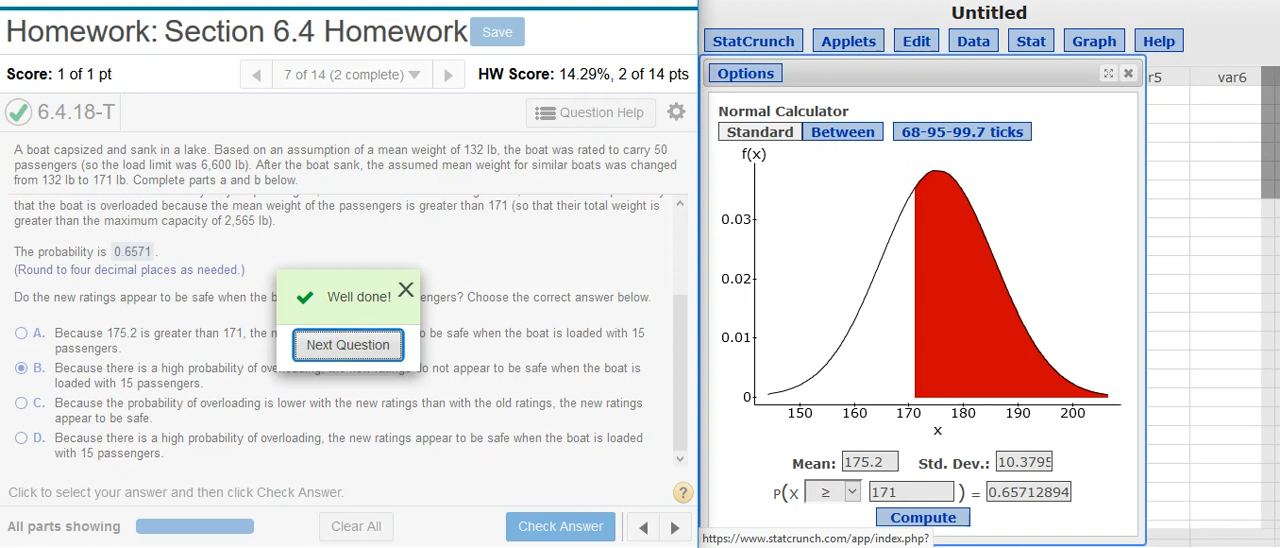 Homework: Section 6.4 Homework
Save
Score: 1 of 1 pt
7 of 14 (2 complete)
HW Score: 14.29%, 2 of 14 pts
6.4.18-T
Question Help
A boat capsized and sank in a lake. Based on an assumption of a mean weight of 132 lb, the boat was rated to carry 50
passengers (so the load limit was 6,600 lb). After the boat sank, the assumed mean weight for similar boats was changed
from 132 lb to 171 lb. Complete parts a and b below.
that the boat is overloaded because the mean weight of the passengers is greater than 171 (so that their total weight is
greater than the maximum capacity of 2,565 lb).
The probability is 0.6571.
(Round to four decimal places as needed.)
Do the new ratings appear to be safe when the b engers? Choose the correct answer below.
A. Because 175.2 is greater than 171, the n o be safe when the boat is loaded with 15
passengers.
B. Because there is a high probability of overloading, the new ratings do not appear to be safe when the boat is
loaded with 15 passengers.
C. Because the probability of overloading is lower with the new ratings than with the old ratings, the new ratings
appear to be safe.
D. Because there is a high probability of overloading, the new ratings appear to be safe when the boat is loaded
with 15 passengers.
Well done!
Next Question
Click to select your answer and then click Check Answer.
?
All parts showing
Clear All
Check Answer
Untitled
StatCrunch Applets Edit Data Stat Graph Help
Options
r5 var6
Normal Calculator
Standard Between 68-95-99.7 ticks
f(x)
0.03
0.02
0.01
0
150 160 170 180 190 200
x
Mean: 175.2 Std. Dev.: 10.3795
P(X ≥ 171 ) = 0.65712894
Compute
https://www.statcrunch.com/app/index.php?